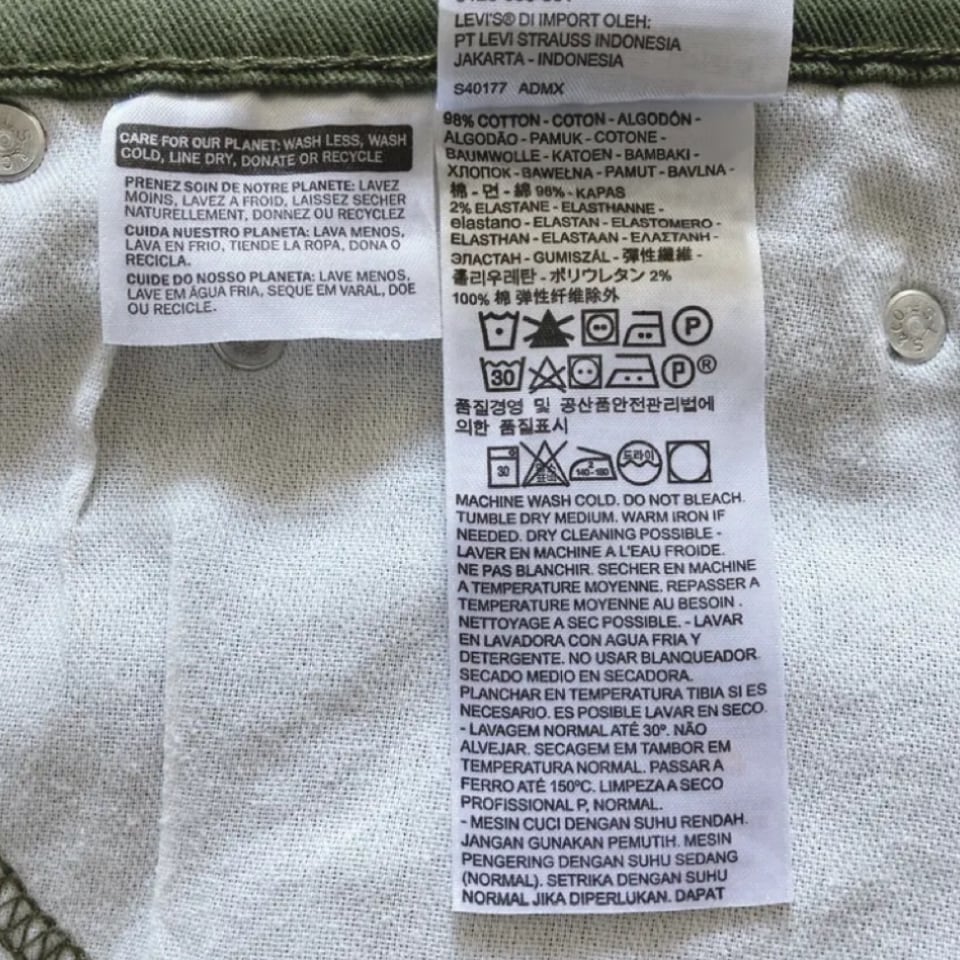 LEVI'S® DI IMPORT OLEH:
PT LEVI STRAUSS INDONESIA
JAKARTA - INDONESIA
S40177 ADMX
CARE FOR OUR PLANET: WASH LESS, WASH
COLD, LINE DRY, DONATE OR RECYCLE
PRENEZ SOIN DE NOTRE PLANETE: LAVEZ
MOINS, LAVEZ A FROID, LAISSEZ SECHER
NATURELLEMENT, DONNEZ OU RECYCLEZ
CUIDA NUESTRO PLANETA: LAVA MENOS,
LAVA EN FRIO, TIENDE LA ROPA, DONA O
RECICLA.
CUIDE DO NOSSO PLANETA: LAVE MENOS,
LAVE EM ÁGUA FRIA, SEQUE EM VARAL, DOE
OU RECICLE.
98% COTTON - COTON - ALGODÓN -
ALGODÃO - PAMUK - COTONE -
BAUMWOLLE - KATOEN - BAMBAKI -
ХЛОПОК - BAWEŁNA - PAMUT - BAVLNA -
棉 - 면 - 綿 98% - KAPAS
2% ELASTANE - ELASTHANNE -
elastano - ELASTAN - ELASTOMERO -
ELASTHAN - ELASTAAN - ΕΛΑΣΤΑΝΗ -
ЭЛАСТАН - GUMISZÁL - 彈性纖維 -
폴리우레탄 - ポリウレタン 2%
100% 棉 弹性纤维除外
P
30 P ®
품질경영 및 공산품안전관리법에
의한 품질표시
30 2 140-160 드라이
MACHINE WASH COLD. DO NOT BLEACH.
TUMBLE DRY MEDIUM. WARM IRON IF
NEEDED. DRY CLEANING POSSIBLE -
LAVER EN MACHINE A L'EAU FROIDE.
NE PAS BLANCHIR. SECHER EN MACHINE
A TEMPERATURE MOYENNE. REPASSER A
TEMPERATURE MOYENNE AU BESOIN .
NETTOYAGE A SEC POSSIBLE. - LAVAR
EN LAVADORA CON AGUA FRIA Y
DETERGENTE. NO USAR BLANQUEADOR.
SECADO MEDIO EN SECADORA.
PLANCHAR EN TEMPERATURA TIBIA SI ES
NECESARIO. ES POSIBLE LAVAR EN SECO.
- LAVAGEM NORMAL ATÉ 30º. NÃO
ALVEJAR. SECAGEM EM TAMBOR EM
TEMPERATURA NORMAL. PASSAR A
FERRO ATÉ 150ºC. LIMPEZA A SECO
PROFISSIONAL P, NORMAL.
- MESIN CUCI DENGAN SUHU RENDAH.
JANGAN GUNAKAN PEMUTIH. MESIN
PENGERING DENGAN SUHU SEDANG
(NORMAL). SETRIKA DENGAN SUHU
NORMAL JIKA DIPERLUKAN. DAPAT